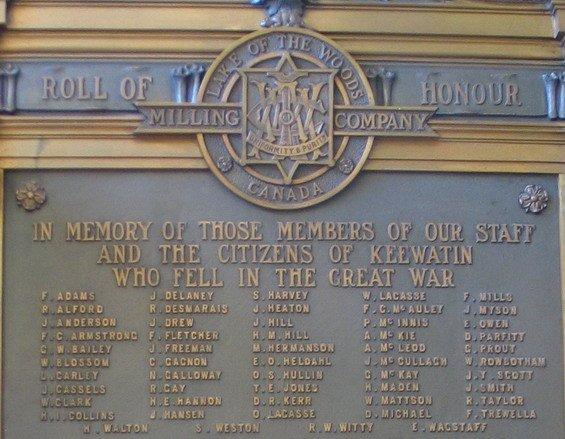 LAKE OF THE WOODS
ROLL OF HONOUR
MILLING COMPANY
CANADA
IN MEMORY OF THOSE MEMBERS OF OUR STAFF
AND THE CITIZENS OF KEEWATIN
WHO FELL IN THE GREAT WAR
F. ADAMS J. DELANEY S. HARVEY W. LACASSE F. MILLS
R. ALFORD R. DESMARAIS J. HEATON F. C. McAULEY J. MYSON
J. ANDERSON J. DREW J. HILL P. McINNIS E. OWEN
F. C. ARMSTRONG F. FLETCHER H. M. HILL A. McKIE D. PARFITT
G. W. BAILEY J. FREEMAN M. HERMANSON A. McLEOD G. PROUT
W. BLOSSOM C. GAGNON E. O. HELDAHL J. McCULLAGH W. ROWBOTHAM
L. CARLEY N. GALLOWAY O. S. HULLIN G. McKAY J. Y. SCOTT
J. CASSELS R. GAY T. E. JONES H. MADEN J. SMITH
W. CLARK H. E. HANNON D. R. KERR W. MATTSON R. TAYLOR
H. I. COLLINS J. HANSEN O. LACASSE D. MICHAEL F. TREWELLA
H. WALTON S. WESTON R. W. WITTY E. WAGSTAFF